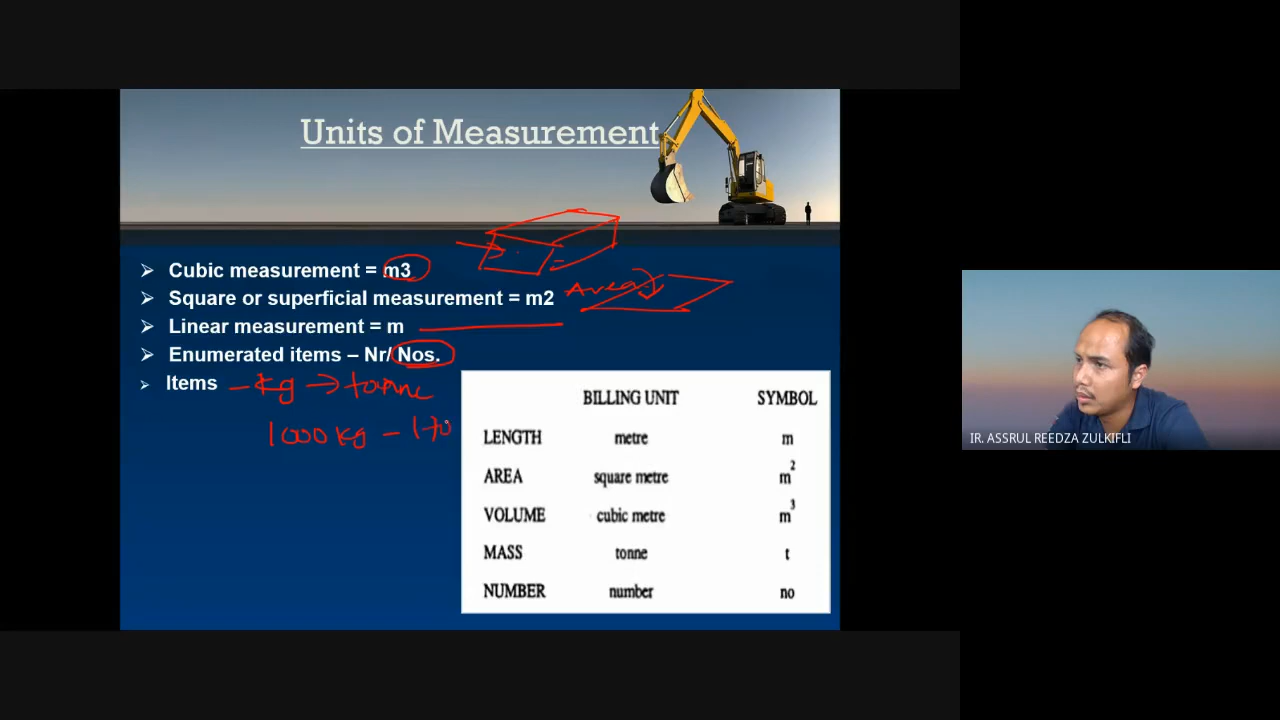 Units of Measurement
Cubic measurement = m3
Square or superficial measurement = m2
Area
Linear measurement = m
Enumerated items – Nr/ Nos.
Items – kg → tonne
1000 kg – 1 to
BILLING UNIT SYMBOL
LENGTH metre m
AREA square metre m²
VOLUME cubic metre m³
MASS tonne t
NUMBER number no
IR. ASSRUL REEDZA ZULKIFLI